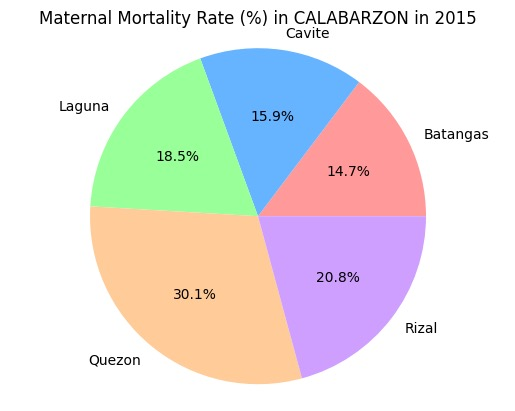 Maternal Mortality Rate (%) in CALABARZON in 2015
Cavite
Laguna
Batangas
15.9%
18.5%
14.7%
30.1%
20.8%
Quezon
Rizal